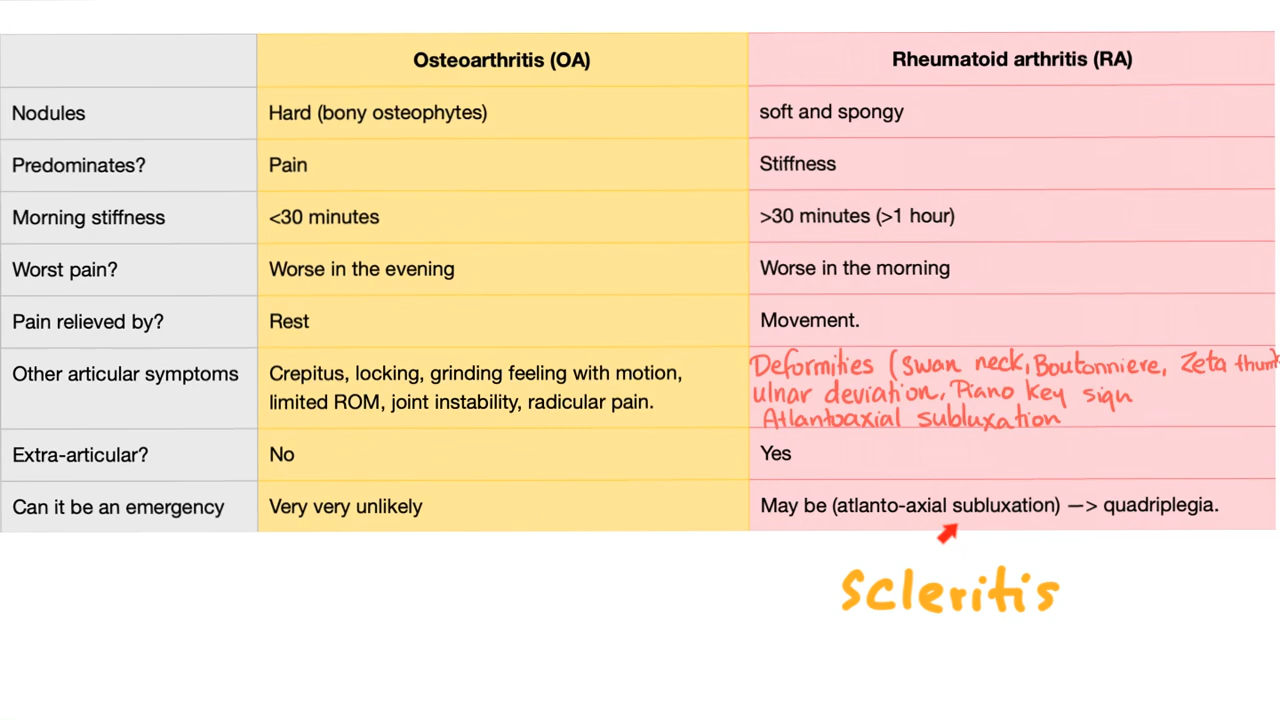 Osteoarthritis (OA) Rheumatoid arthritis (RA)
Nodules Hard (bony osteophytes) soft and spongy
Predominates? Pain Stiffness
Morning stiffness <30 minutes >30 minutes (>1 hour)
Worst pain? Worse in the evening Worse in the morning
Pain relieved by? Rest Movement.
Other articular symptoms
Crepitus, locking, grinding feeling with motion,
limited ROM, joint instability, radicular pain.
Deformities (Swan neck, Boutonniere, Zeta thumb
ulnar deviation, Piano key sign
Atlantoaxial subluxation
Extra-articular? No Yes
Can it be an emergency Very very unlikely May be (atlanto-axial subluxation) —> quadriplegia.
Scleritis